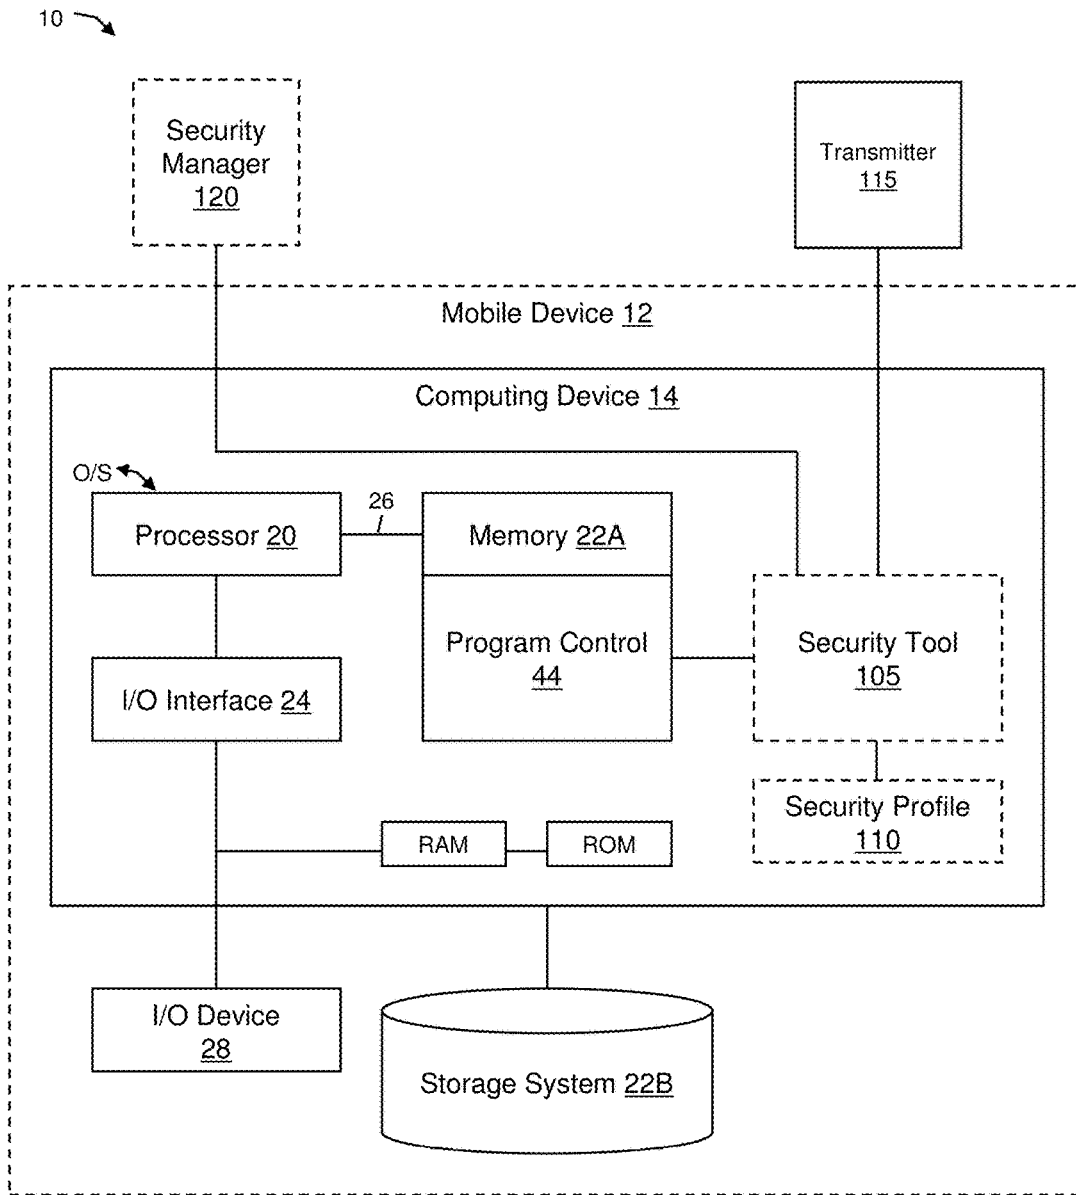 10
Security
Manager
120
Transmitter
115
Mobile Device 12
Computing Device 14
O/S
26
Processor 20
Memory 22A
Program Control
44
Security Tool
105
I/O Interface 24
Security Profile
110
RAM
ROM
I/O Device
28
Storage System 22B